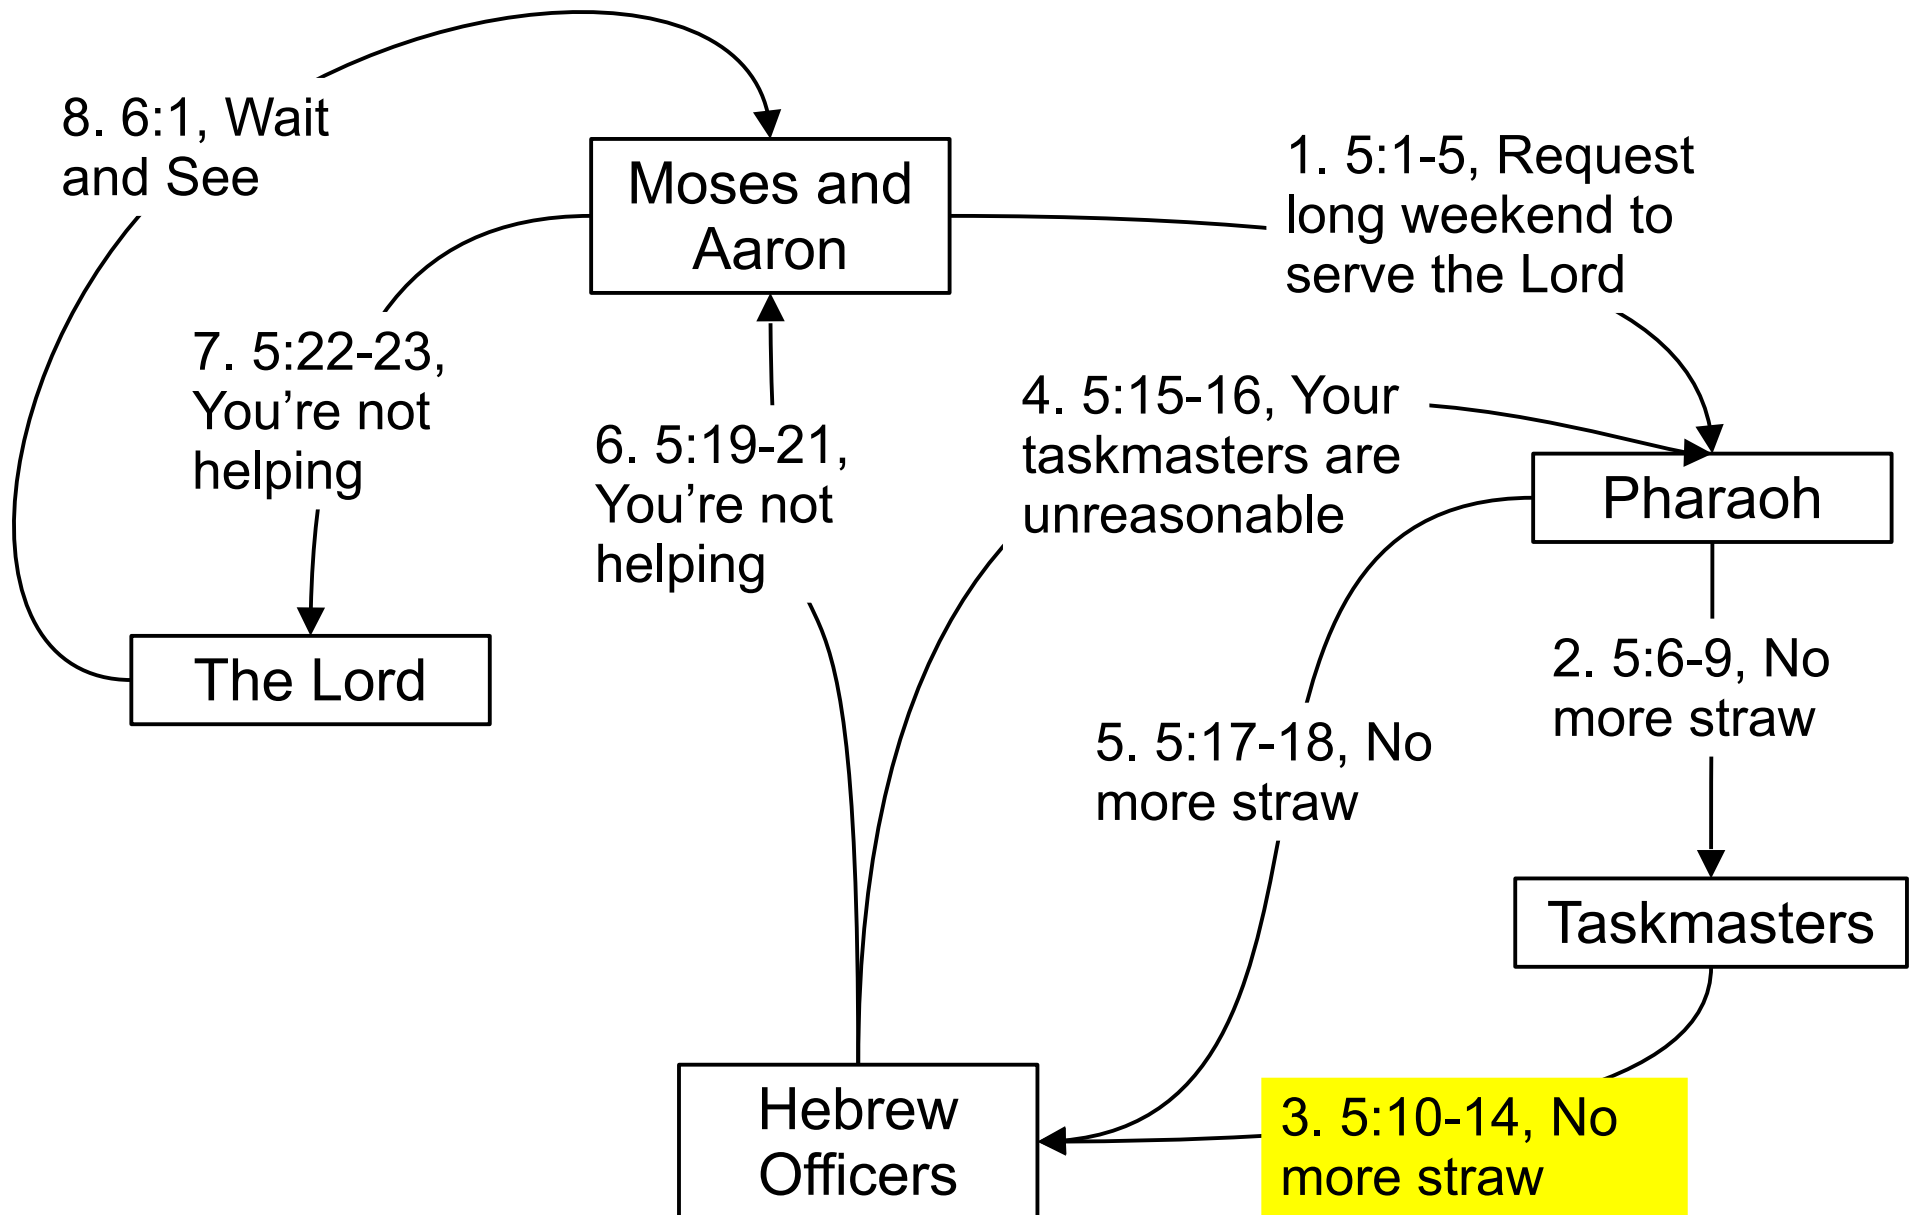 8. 6:1, Wait
and See
Moses and
Aaron
1. 5:1-5, Request
long weekend to
serve the Lord
7. 5:22-23,
You’re not
helping
6. 5:19-21,
You’re not
helping
4. 5:15-16, Your
taskmasters are
unreasonable
Pharaoh
The Lord
2. 5:6-9, No
more straw
5. 5:17-18, No
more straw
Taskmasters
Hebrew
Officers
3. 5:10-14, No
more straw